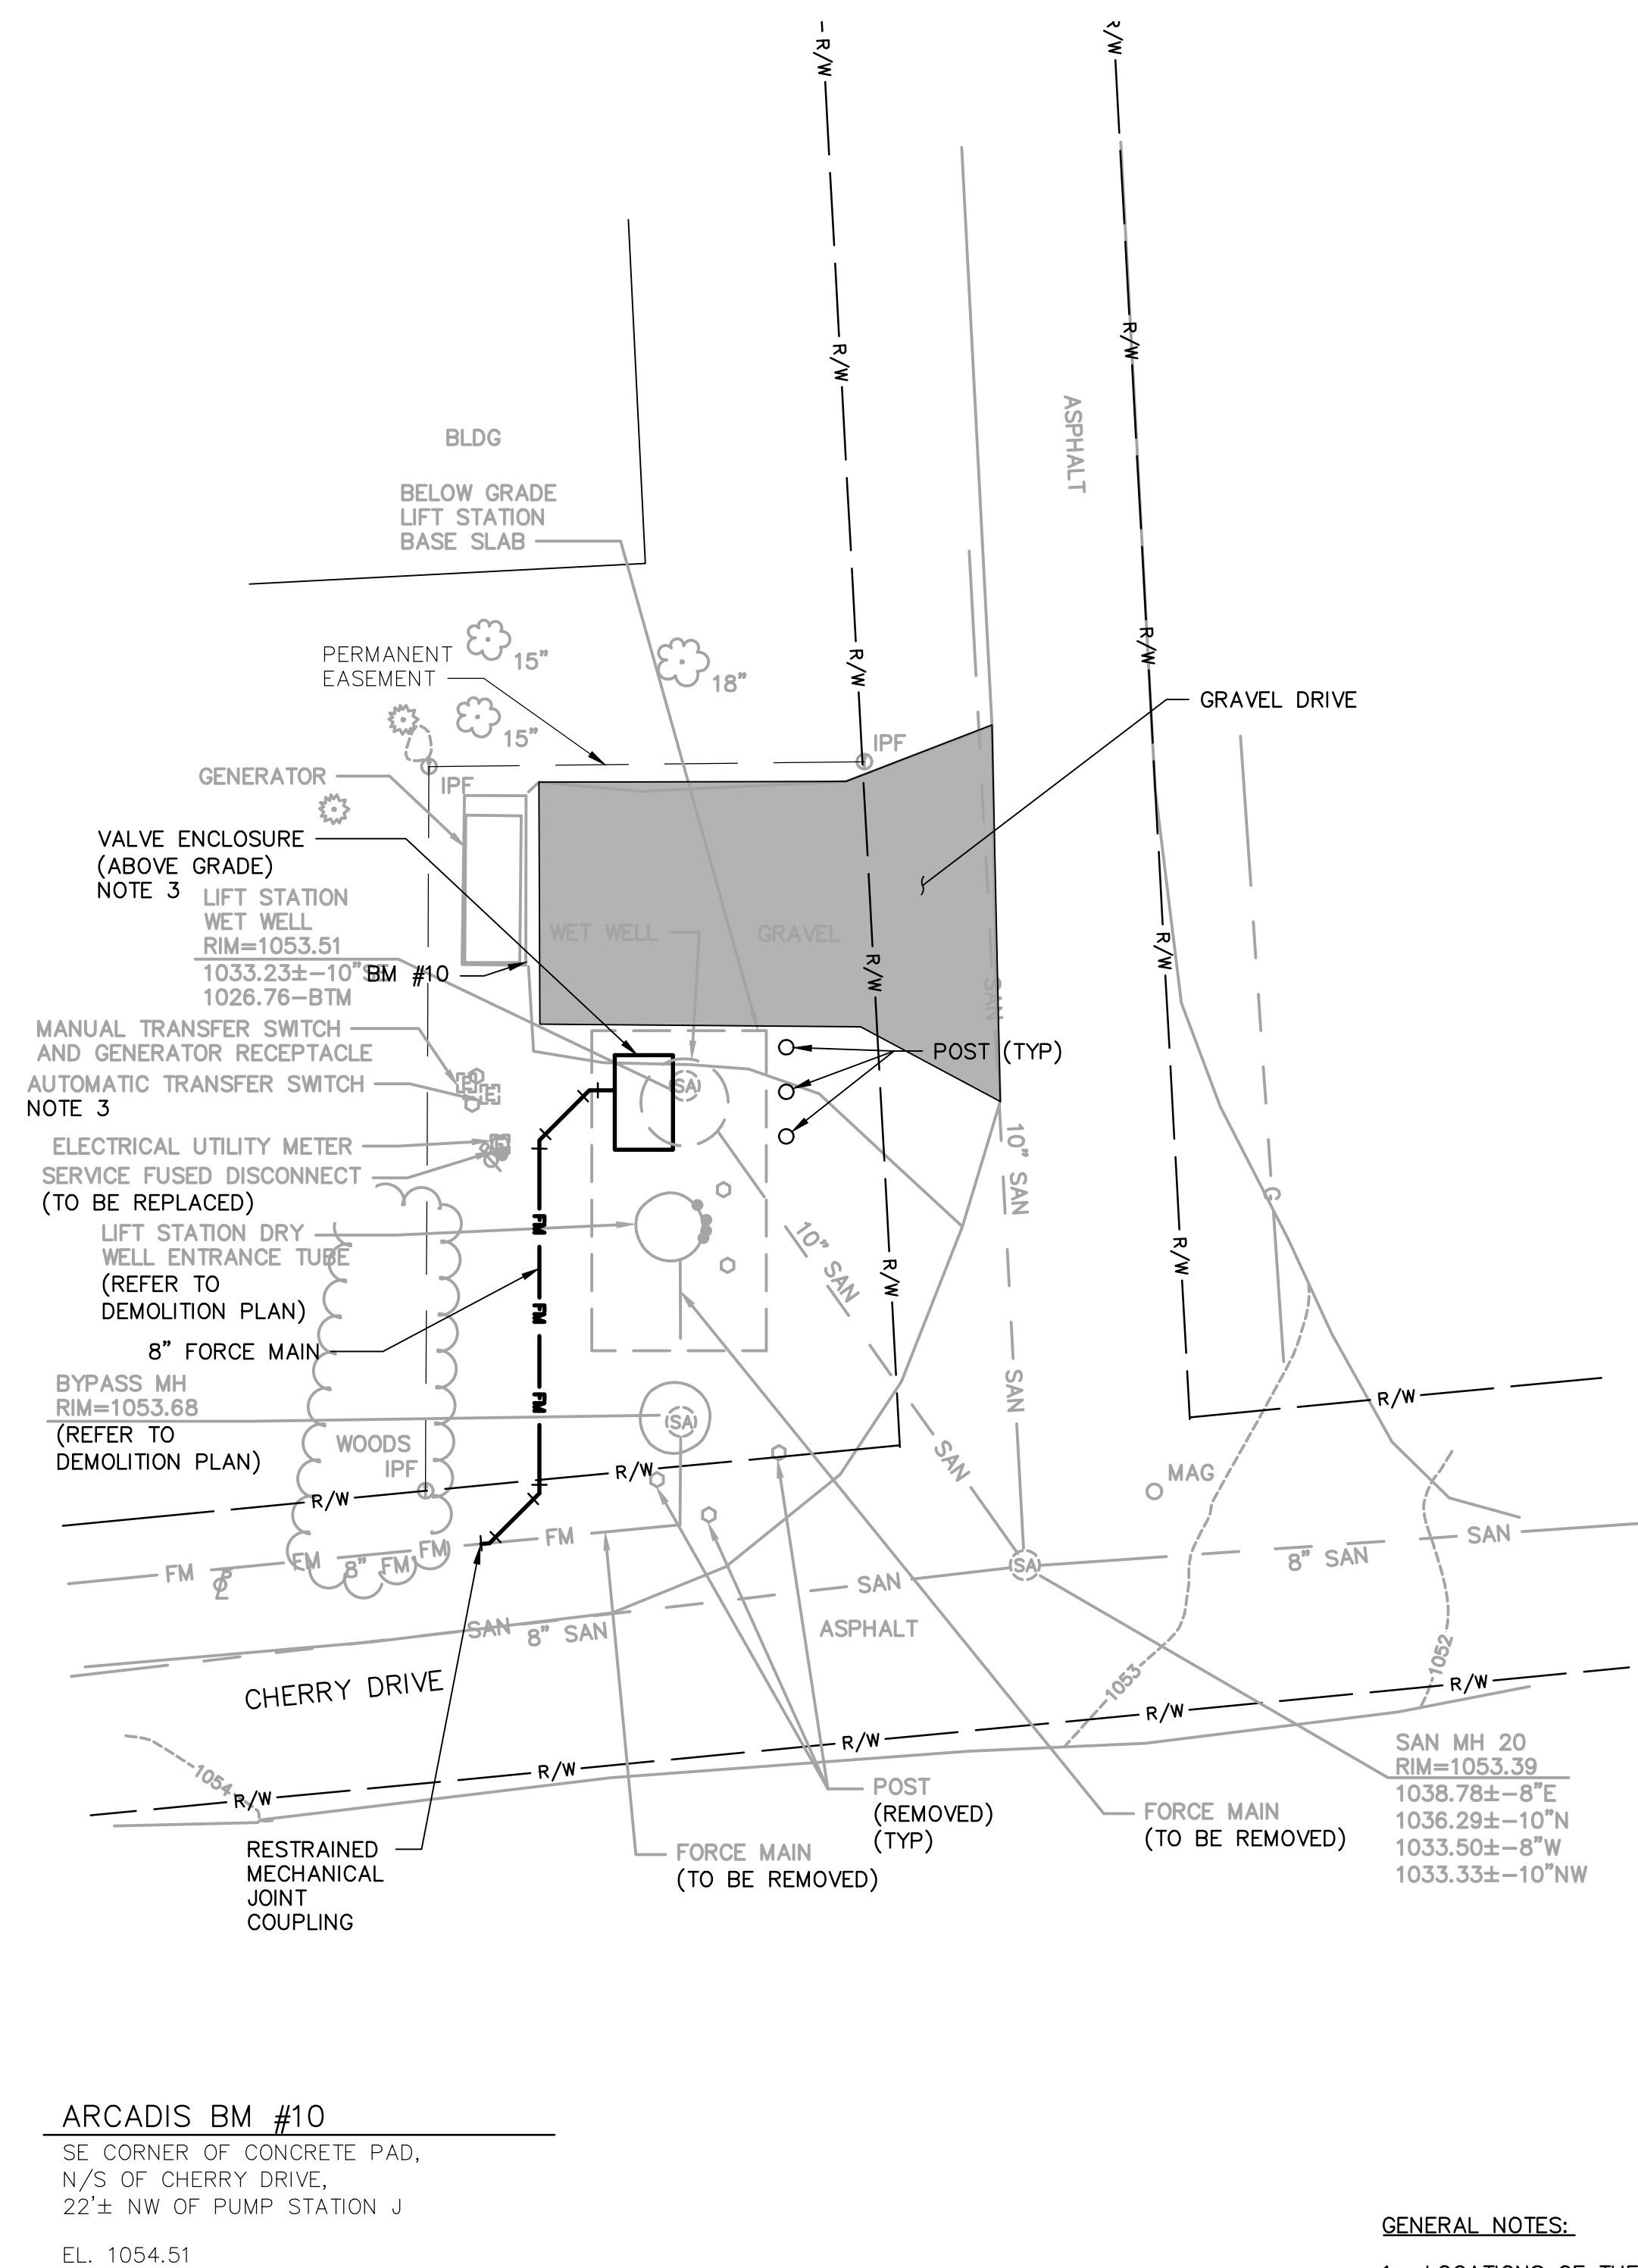 R/W
R/W
R/W
R/W
ASPHALT
BLDG
BELOW GRADE
LIFT STATION
BASE SLAB
R/W
R/W
PERMANENT
EASEMENT
15"
18"
15"
GRAVEL DRIVE
IPF
GENERATOR
IPF
VALVE ENCLOSURE
(ABOVE GRADE)
NOTE 3
LIFT STATION
WET WELL
RIM=1053.51
1033.23±-10"SE
1026.76-BTM
BM #10
WET WELL
GRAVEL
R/W
R/W
SAN
MANUAL TRANSFER SWITCH
AND GENERATOR RECEPTACLE
AUTOMATIC TRANSFER SWITCH
NOTE 3
E
E
SA
POST (TYP)
ELECTRICAL UTILITY METER
SERVICE FUSED DISCONNECT
(TO BE REPLACED)
10" SAN
G
LIFT STATION DRY
WELL ENTRANCE TUBE
(REFER TO
DEMOLITION PLAN)
FM
10" SAN
R/W
R/W
8" FORCE MAIN
FM
BYPASS MH
RIM=1053.68
(REFER TO
DEMOLITION PLAN)
FM
SA
SAN
R/W
WOODS
IPF
R/W
R/W
SAN
MAG
FM
FM
8"
FM
FM
FM
SA
8" SAN
SAN
SAN
SAN
8" SAN
ASPHALT
CHERRY DRIVE
1053
1052
R/W
R/W
R/W
R/W
R/W
1054
SAN MH 20
RIM=1053.39
1038.78±-8"E
1036.29±-10"N
1033.50±-8"W
1033.33±-10"NW
POST
(REMOVED)
(TYP)
FORCE MAIN
(TO BE REMOVED)
FORCE MAIN
(TO BE REMOVED)
RESTRAINED
MECHANICAL
JOINT
COUPLING
ARCADIS BM #10
SE CORNER OF CONCRETE PAD,
N/S OF CHERRY DRIVE,
22'± NW OF PUMP STATION J
EL. 1054.51
GENERAL NOTES: